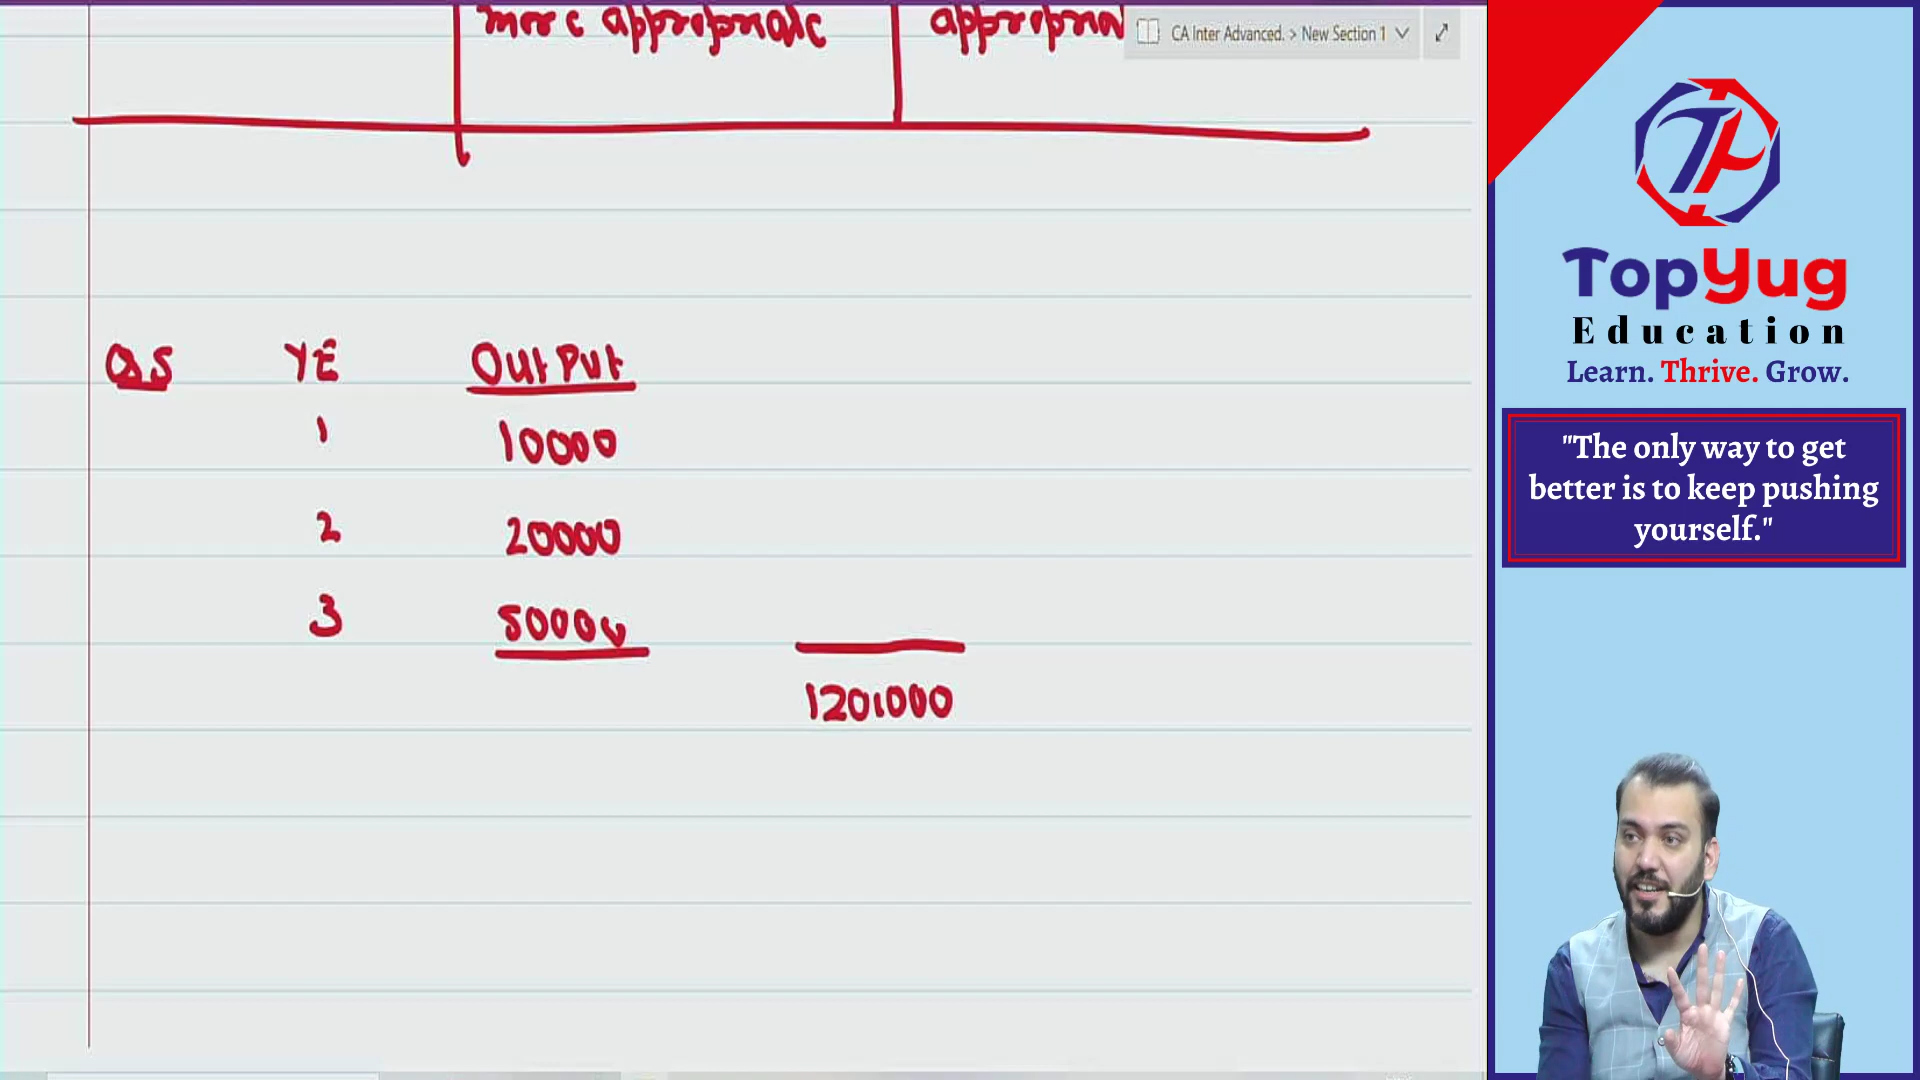 more appropriate
appropria
CA Inter Advanced. > New Section 1
Q5 YE OutPut
1 10000
2 20000
3 50000
1201000
TopYug
Education
Learn. Thrive. Grow.
"The only way to get
better is to keep pushing
yourself."